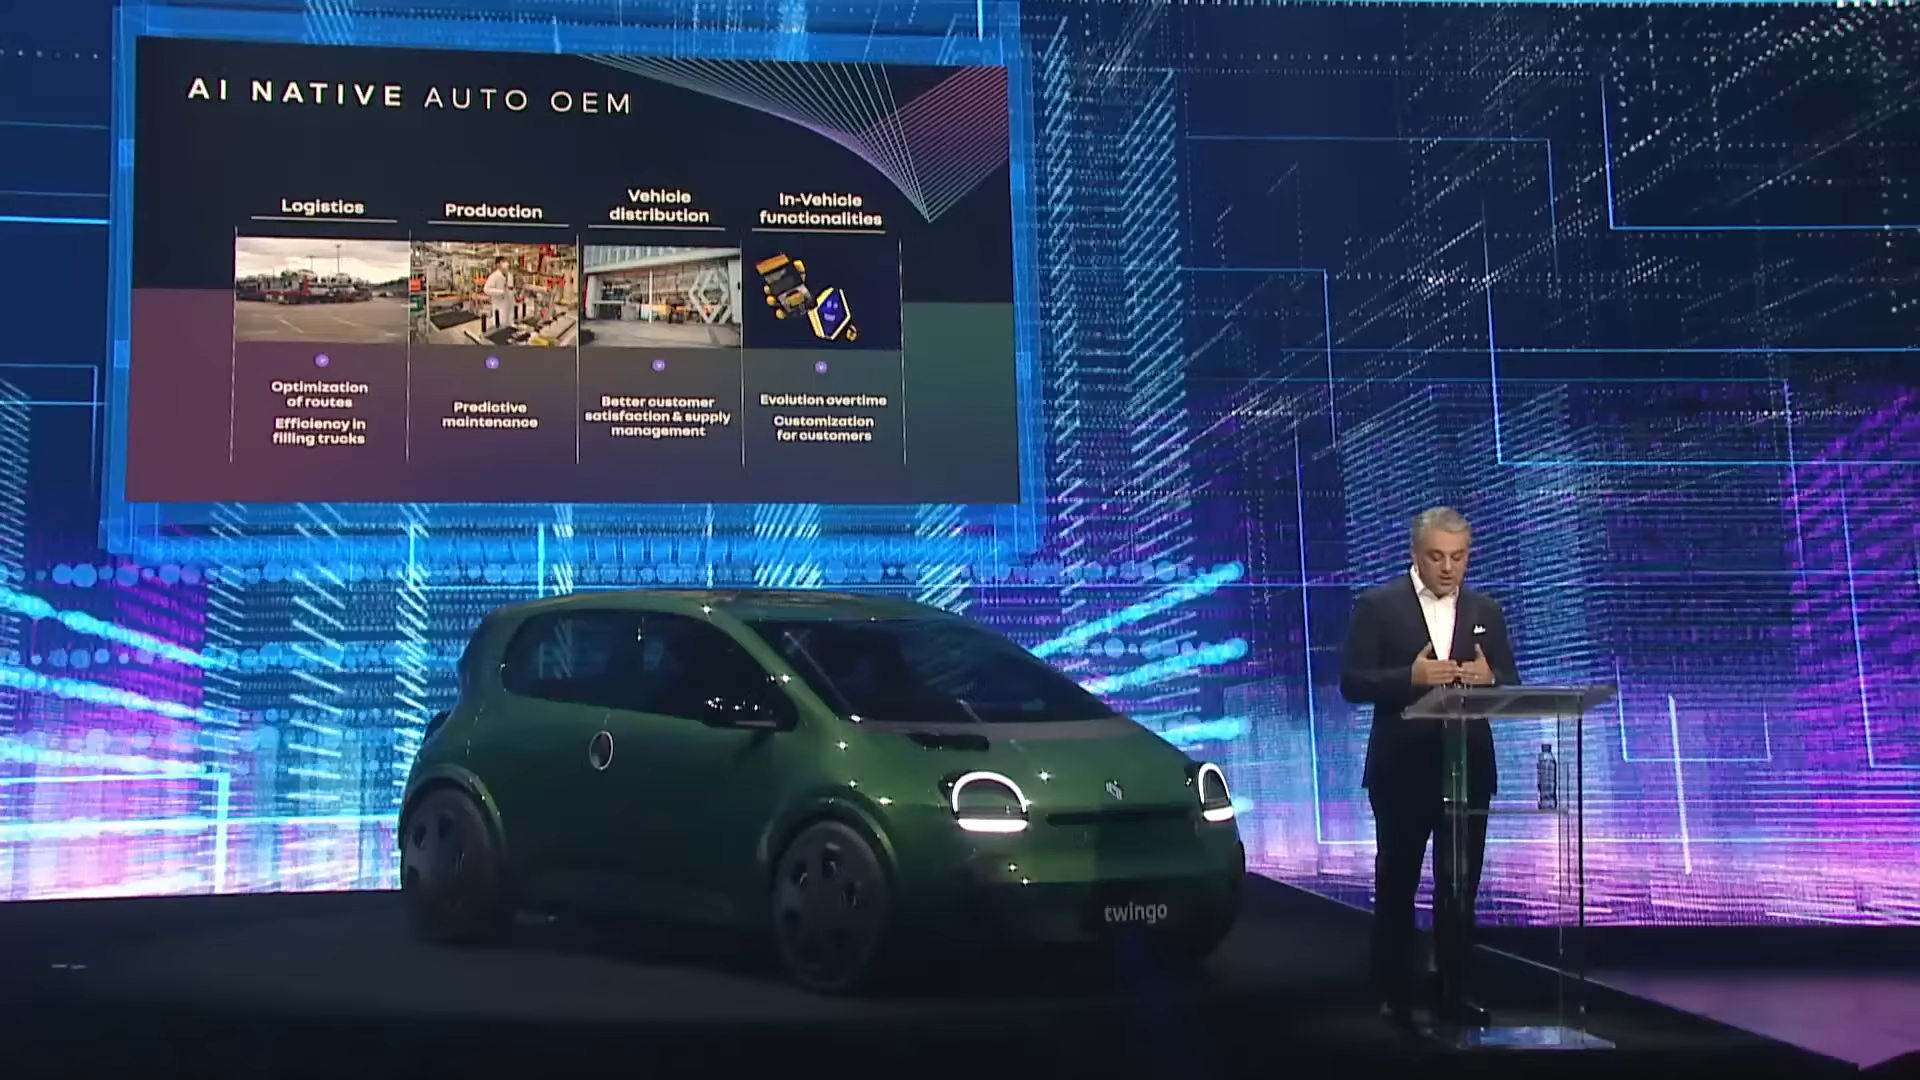 AI NATIVE AUTO OEM
Logistics
Optimization
of routes
Efficiency in
filling trucks
Production
Predictive
maintenance
Vehicle
distribution
Better customer
satisfaction & supply
management
In-Vehicle
functionalities
Evolution overtime
Customization
for customers
twingo